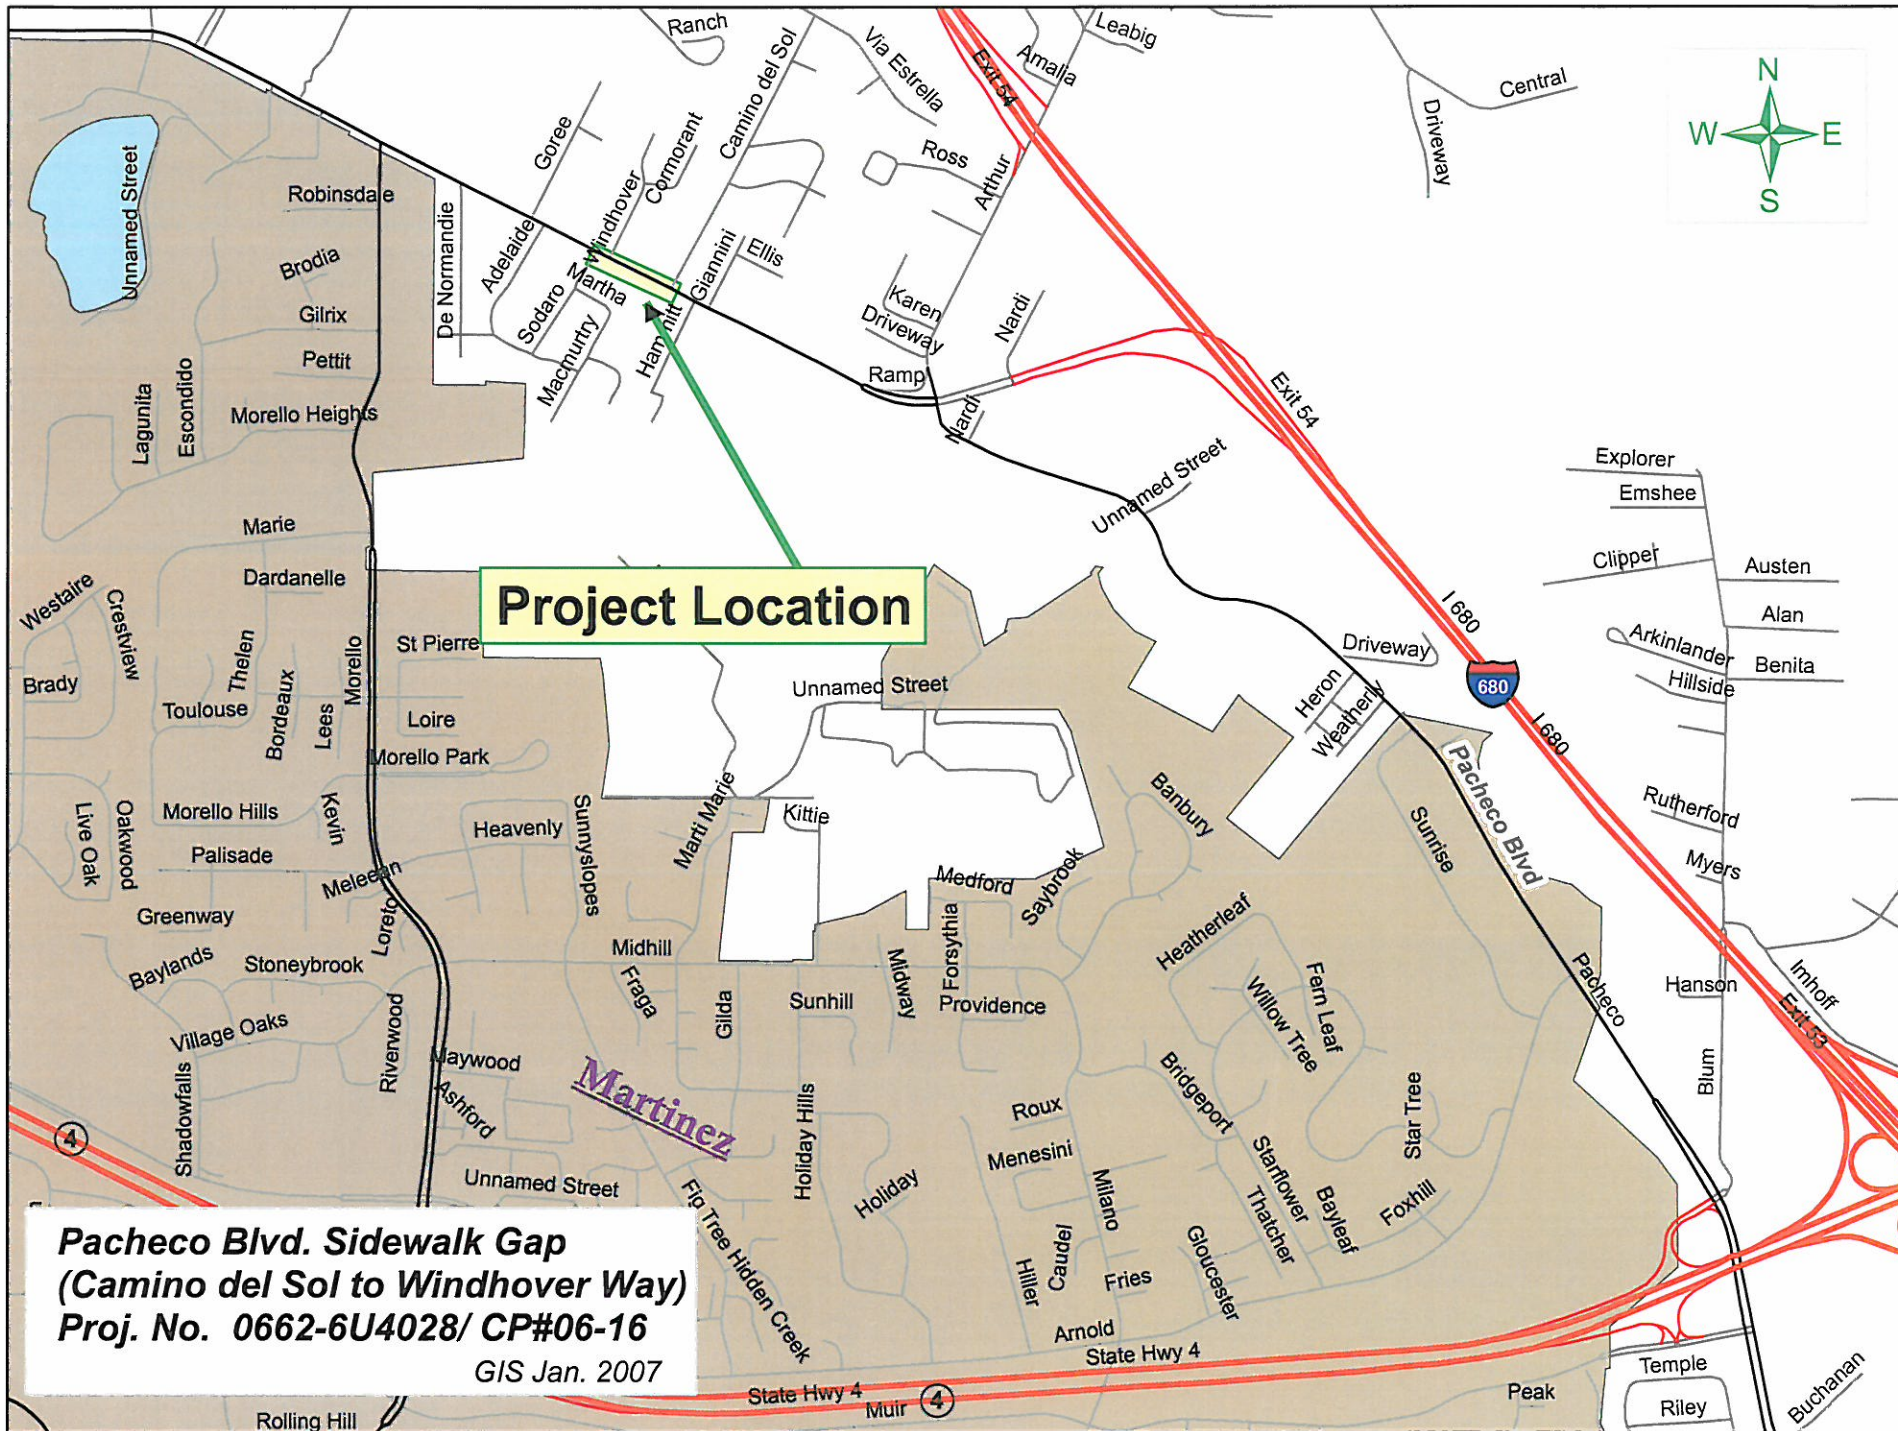 Ranch
Camino del Sol
Via Estrella
Exit 54
Amalia
Leabig
Central
Driveway
N
W
E
S
Goree
Windhover
Cormorant
Ross
Arthur
Unnamed Street
Robinsdale
De Normandie
Adelaide
Brodia
Gilrix
Pettit
Escondido
Lagunita
Morello Heights
Martha
Sodaro
Macmurtry
Giannini
Ellis
Karen
Driveway
Nardi
Ramp
Nardi
Exit 54
Unnamed Street
Explorer
Emshee
Clipper
Austen
Alan
Arkinlander
Benita
Hillside
Marie
Dardanelle
Westaire
Crestview
Brady
Thelen
Toulouse
Bordeaux
Lees
Morello
St Pierre
Loire
Morello Park
Project Location
Unnamed Street
I 680
680
I 680
Driveway
Heron
Weatherly
Pacheco Blvd
Rutherford
Myers
Live Oak
Oakwood
Morello Hills
Kevin
Palisade
Meleean
Heavenly
Sunnyslopes
Marti Marie
Kittie
Banbury
Sunrise
Greenway
Loreto
Medford
Saybrook
Baylands
Stoneybrook
Midhill
Fraga
Gilda
Sunhill
Midway
Forsythia
Providence
Heatherleaf
Willow Tree
Fern Leaf
Pacheco
Hanson
Imhoff
Exit 53
Village Oaks
Riverwood
Maywood
Ashford
Shadowfalls
Martinez
Blum
Bridgeport
Star Tree
Roux
Menesini
Milano
Holiday Hills
Holiday
Starflower
Thatcher
Bayleaf
Foxhill
4
Unnamed Street
Fig Tree
Hidden Creek
Hiller
Caudel
Fries
Gloucester
Arnold
State Hwy 4
State Hwy 4
4
Muir
Temple
Riley
Peak
Buchanan
Pacheco Blvd. Sidewalk Gap
(Camino del Sol to Windhover Way)
Proj. No. 0662-6U4028/ CP#06-16
GIS Jan. 2007
Rolling Hill